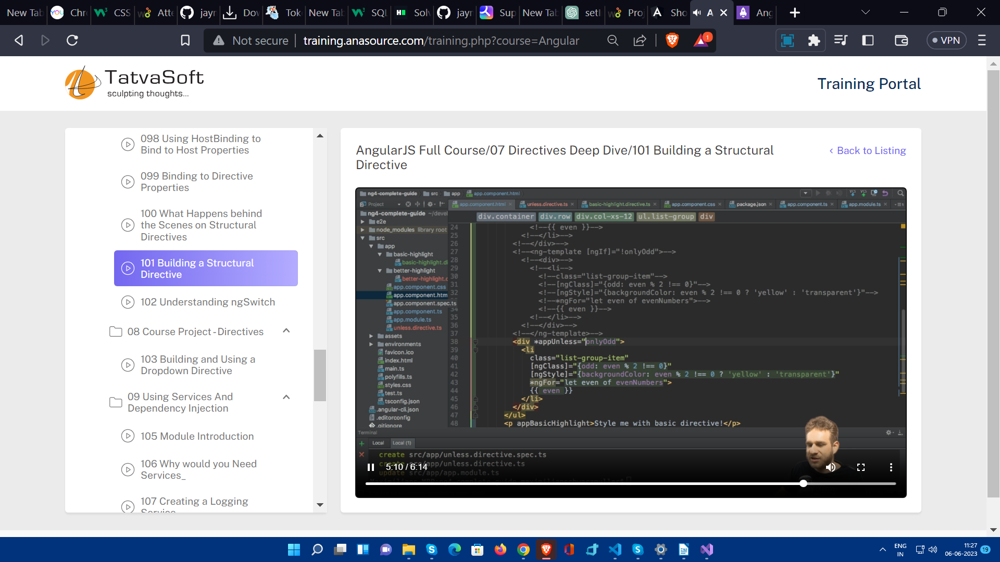 New Tab
Chr
CSS
Atte
jayn
Dov
Tok
New Tab
SQL
Solv
jayn
Sup
New Tab
setI
Proj
Sho
A
Ang
Not secure
training.anasource.com/training.php?course=Angular
1
VPN
TatvaSoft
sculpting thoughts...
Training Portal
098 Using HostBinding to
Bind to Host Properties
099 Binding to Directive
Properties
100 What Happens behind
the Scenes on Structural
Directives
101 Building a Structural
Directive
102 Understanding ngSwitch
08 Course Project - Directives
103 Building and Using a
Dropdown Directive
09 Using Services And
Dependency Injection
105 Module Introduction
106 Why would you Need
Services_
107 Creating a Logging
Service
AngularJS Full Course/07 Directives Deep Dive/101 Building a Structural
Directive
Back to Listing
ng4-complete-guide src app app.component.html
Project
app.component.html unless.directive.ts basic-highlight.directive.ts app.component.css package.json app.component.ts app.module.ts
div.container div.row div.col-xs-12 ul.list-group div
ng4-complete-guide ~/devel
e2e
node_modules library root
src
app
basic-highlight
basic-highlight.di
better-highlight
better-highlight.c
app.component.css
app.component.htm
app.component.spec.ts
app.component.ts
app.module.ts
unless.directive.ts
assets
environments
favicon.ico
index.html
main.ts
polyfills.ts
styles.css
test.ts
tsconfig.json
.angular-cli.json
.editorconfig
.gitignore
24 <!--{{ even }}-->
25 <!--</li>-->
26 <!--</div>-->
27 <!--<ng-template [ngIf]="!onlyOdd">-->
28 <!--<div>-->
29 <!--<li-->
30 <!--class="list-group-item"-->
31 <!--[ngClass]="{odd: even % 2 !== 0}"-->
32 <!--[ngStyle]="{backgroundColor: even % 2 !== 0 ? 'yellow' : 'transparent'}"-->
<!--*ngFor="let even of evenNumbers">-->
34 <!--{{ even }}-->
35 <!--</li>-->
36 <!--</div>-->
37 <!--</ng-template>-->
38 <div *appUnless="onlyOdd">
39 <li
40 class="list-group-item"
41 [ngClass]="{odd: even % 2 !== 0}"
42 [ngStyle]="{backgroundColor: even % 2 !== 0 ? 'yellow' : 'transparent'}"
43 *ngFor="let even of evenNumbers">
44 {{ even }}
45 </li>
46 </div>
47 </ul>
48 <p appBasicHighlight>Style me with basic directive!</p>
Terminal
Local Local (1)
create src/app/unless.directive.spec.ts
create src/app/unless.directive.ts
update src/app/app.module.ts
5:10 / 6:14
ENG
IN
11:27
06-06-2023
19